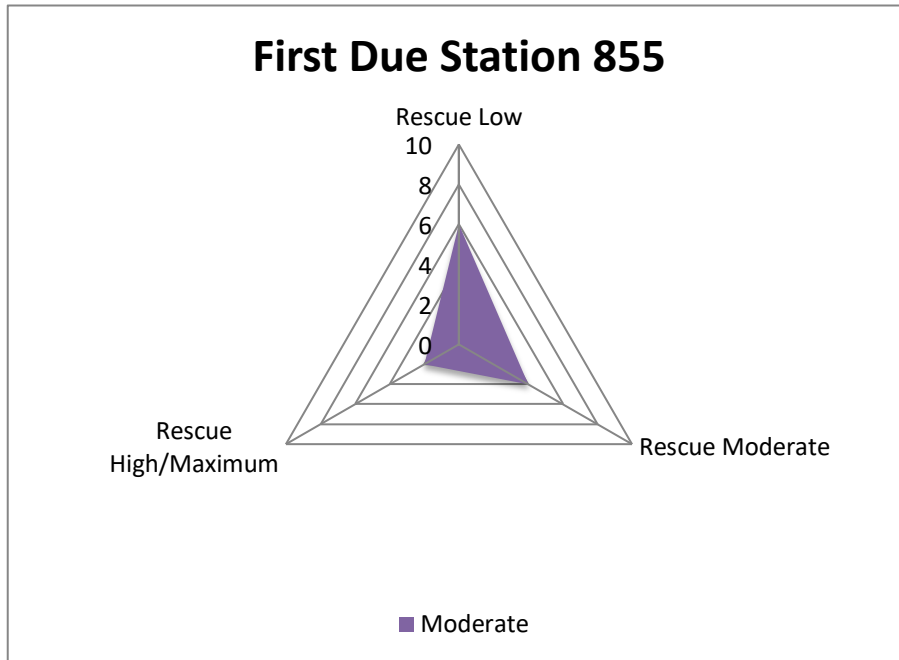 First Due Station 855
Rescue Low
10
8
6
4
2
0
Rescue
High/Maximum
Rescue Moderate
Moderate